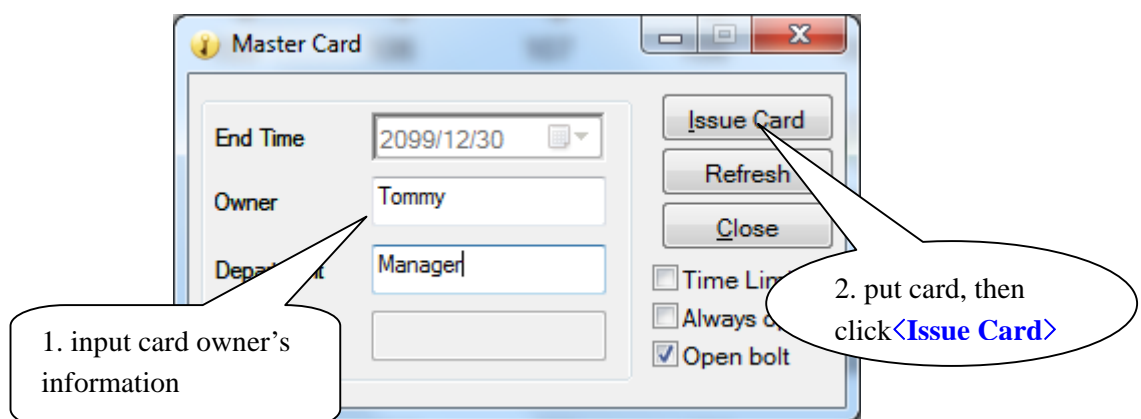 Master Card
Issue Card
End Time
2099/12/30
Refresh
Owner
Tommy
Close
Manager
Time
Always
Open bolt
1. input card owner’s
information
2. put card, then
click<Issue Card>